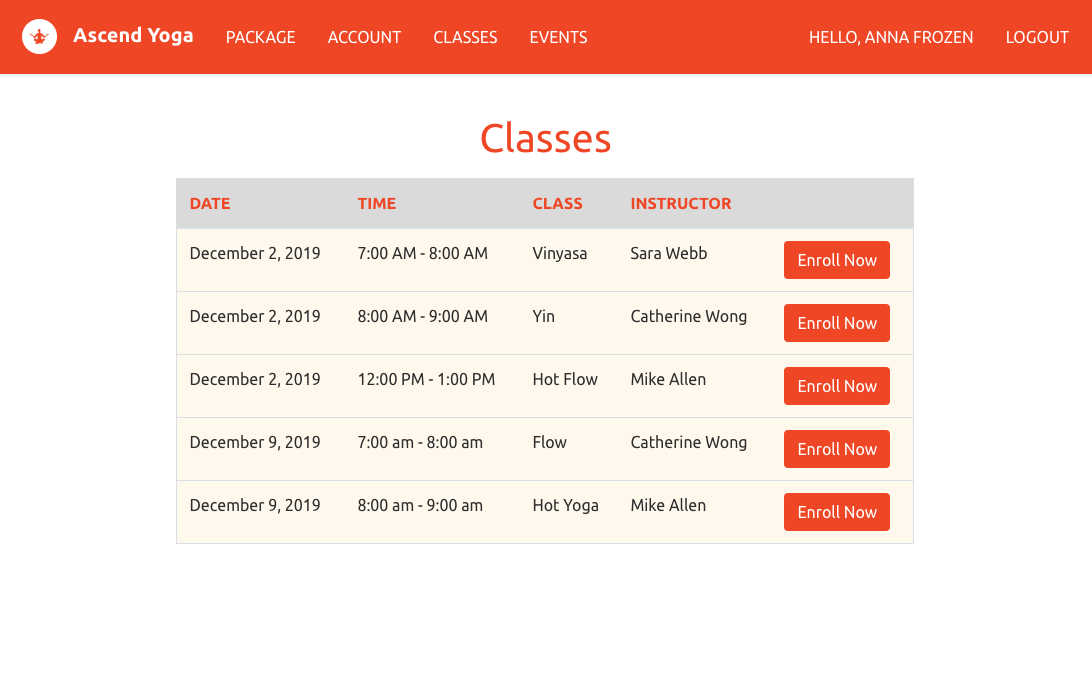 Ascend Yoga PACKAGE ACCOUNT CLASSES EVENTS HELLO, ANNA FROZEN LOGOUT
Classes
DATE TIME CLASS INSTRUCTOR
December 2, 2019 7:00 AM - 8:00 AM Vinyasa Sara Webb Enroll Now
December 2, 2019 8:00 AM - 9:00 AM Yin Catherine Wong Enroll Now
December 2, 2019 12:00 PM - 1:00 PM Hot Flow Mike Allen Enroll Now
December 9, 2019 7:00 am - 8:00 am Flow Catherine Wong Enroll Now
December 9, 2019 8:00 am - 9:00 am Hot Yoga Mike Allen Enroll Now